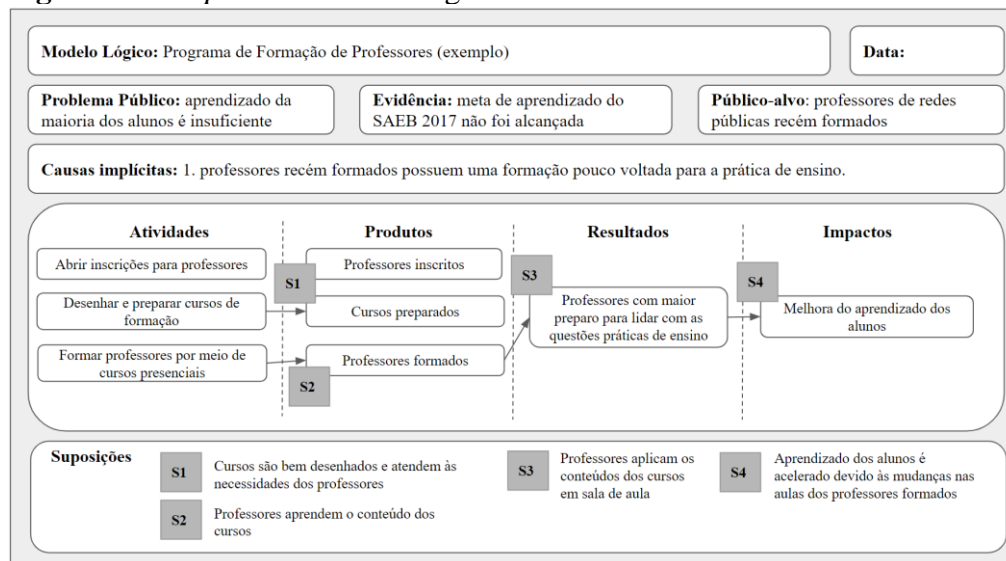 Modelo Lógico: Programa de Formação de Professores (exemplo)
Data:
Problema Público: aprendizado da
maioria dos alunos é insuficiente
Evidência: meta de aprendizado do
SAEB 2017 não foi alcançada
Público-alvo: professores de redes
públicas recém formados
Causas implícitas: 1. professores recém formados possuem uma formação pouco voltada para a prática de ensino.
Atividades
Produtos
Resultados
Impactos
Abrir inscrições para professores
Desenhar e preparar cursos de
formação
Formar professores por meio de
cursos presenciais
S1
Professores inscritos
Cursos preparados
Professores formados
S2
S3
Professores com maior
preparo para lidar com as
questões práticas de ensino
S4
Melhora do aprendizado dos
alunos
Suposições
S1
Cursos são bem desenhados e atendem às
necessidades dos professores
S2
Professores aprendem o conteúdo dos
cursos
S3
Professores aplicam os
conteúdos dos cursos
em sala de aula
S4
Aprendizado dos alunos é
acelerado devido às mudanças nas
aulas dos professores formados